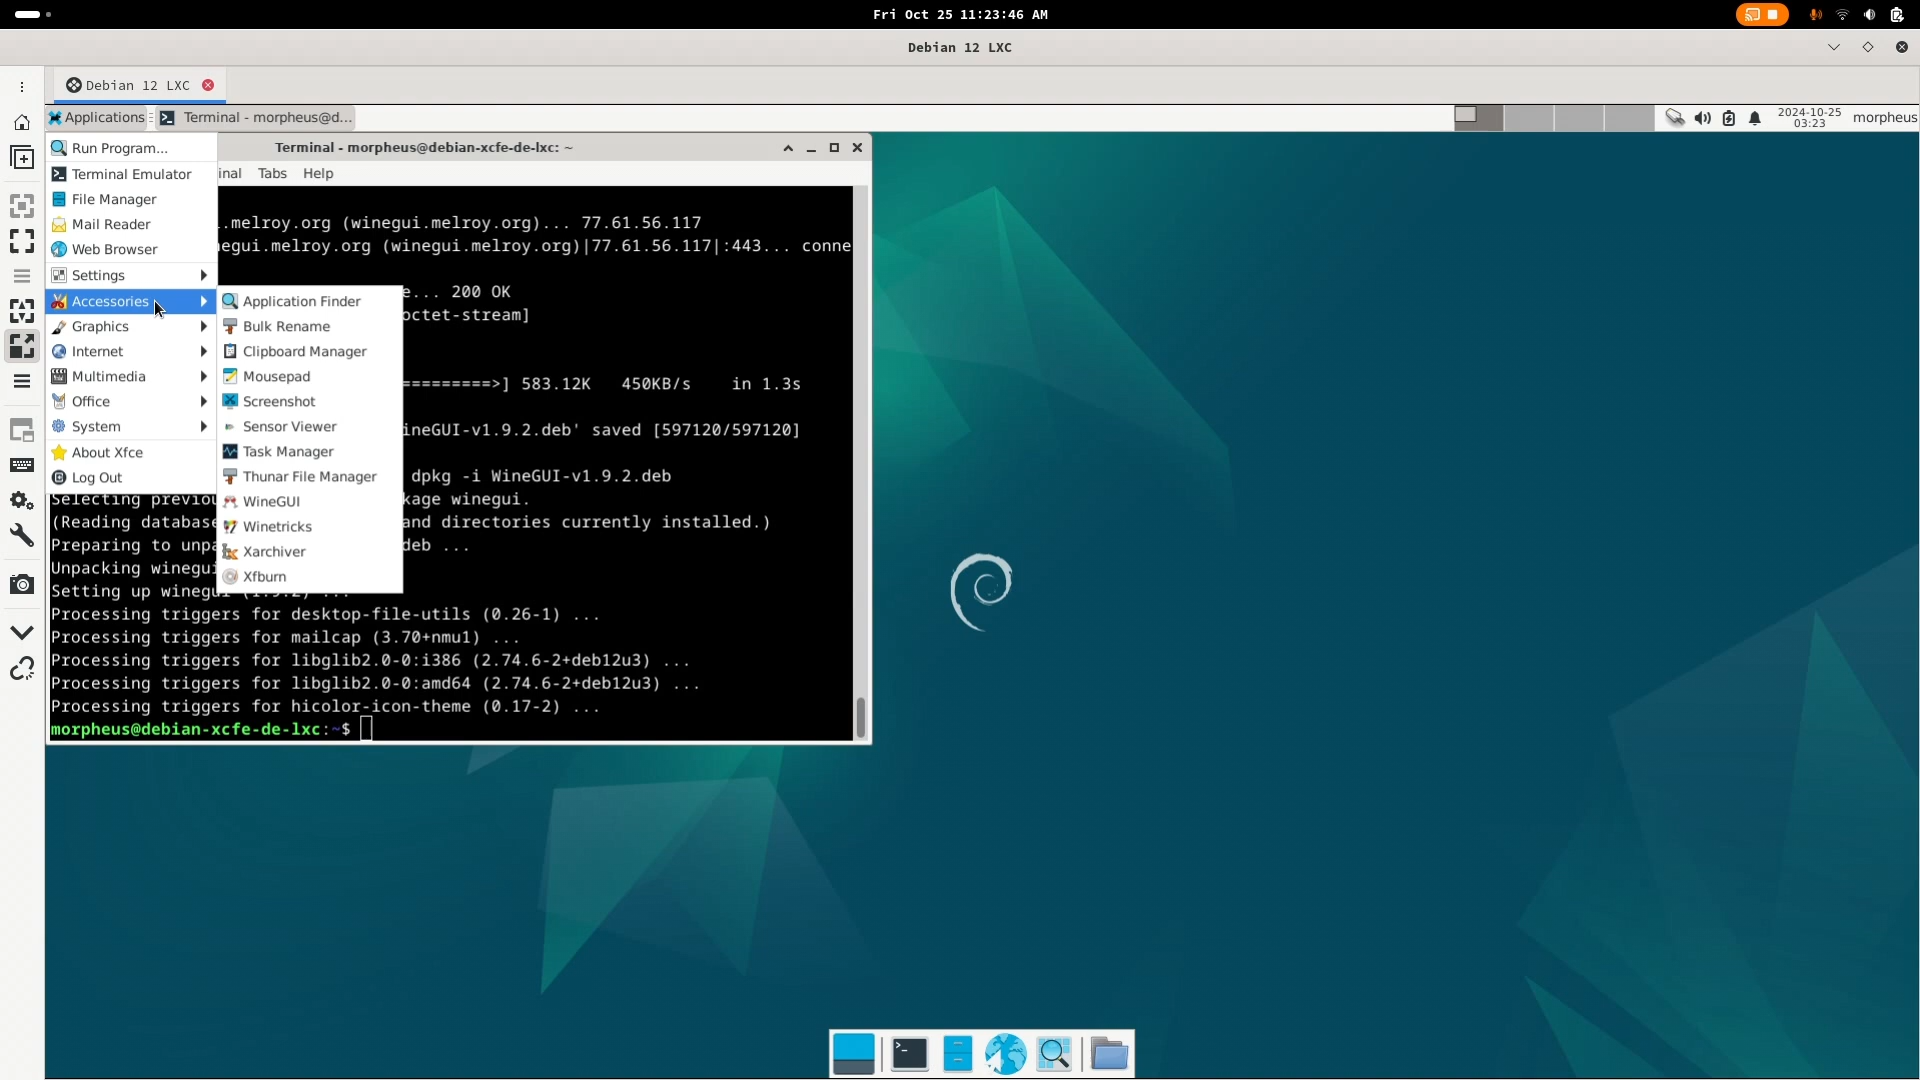 Fri Oct 25 11:23:46 AM
Debian 12 LXC
Debian 12 LXC
Applications
Terminal - morpheus@d...
2024-10-25
03:23
morpheus
Terminal - morpheus@debian-xcfe-de-lxc: ~
nal Tabs Help
Run Program...
Terminal Emulator
File Manager
Mail Reader
Web Browser
Settings
Accessories
Graphics
Internet
Multimedia
Office
System
About Xfce
Log Out
Application Finder
Bulk Rename
Clipboard Manager
Mousepad
Screenshot
Sensor Viewer
Task Manager
Thunar File Manager
WineGUI
Winetricks
Xarchiver
Xfburn
.melroy.org (winegui.melroy.org)... 77.61.56.117
negui.melroy.org (winegui.melroy.org)|77.61.56.117|:443... conne
e... 200 OK
octet-stream]
=========>] 583.12K 450KB/s in 1.3s
ineGUI-v1.9.2.deb' saved [597120/597120]
dpkg -i WineGUI-v1.9.2.deb
Selecting previou kage winegui.
(Reading database and directories currently installed.)
Preparing to unpa deb ...
Unpacking winegui
Setting up winegui (1.9.2) ...
Processing triggers for desktop-file-utils (0.26-1) ...
Processing triggers for mailcap (3.70+nmu1) ...
Processing triggers for libglib2.0-0:i386 (2.74.6-2+deb12u3) ...
Processing triggers for libglib2.0-0:amd64 (2.74.6-2+deb12u3) ...
Processing triggers for hicolor-icon-theme (0.17-2) ...
morpheus@debian-xcfe-de-lxc:~$